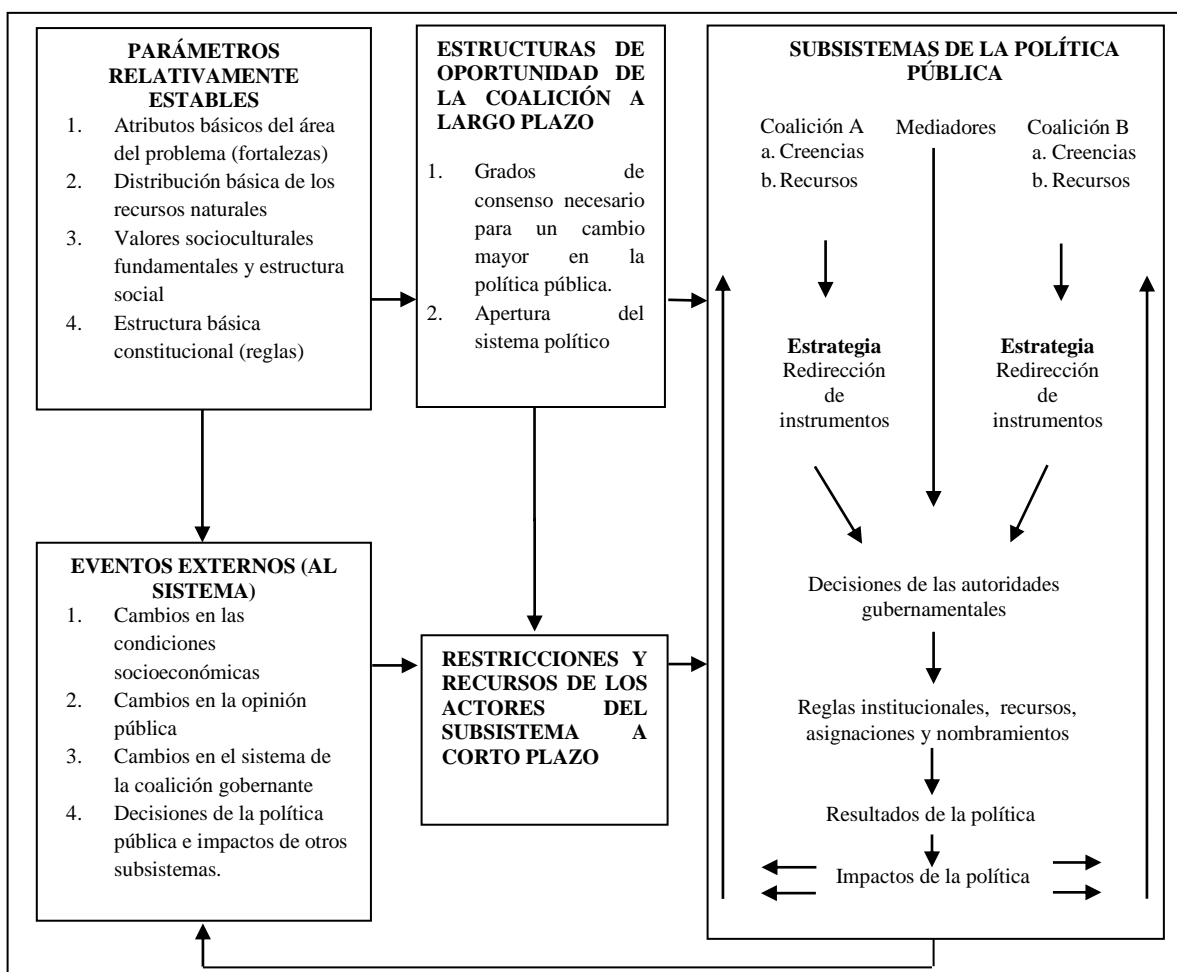 PARÁMETROS
RELATIVAMENTE
ESTABLES
1. Atributos básicos del área
del problema (fortalezas)
2. Distribución básica de los
recursos naturales
3. Valores socioculturales
fundamentales y estructura
social
4. Estructura básica
constitucional (reglas)
ESTRUCTURAS DE
OPORTUNIDAD DE
LA COALICIÓN A
LARGO PLAZO
1. Grados de
consenso necesario
para un cambio
mayor en la
política pública.
2. Apertura del
sistema político
SUBSISTEMAS DE LA POLÍTICA
PÚBLICA
Coalición A
a. Creencias
b. Recursos
Mediadores
Coalición B
a. Creencias
b. Recursos
Estrategia
Redirección
de
instrumentos
Estrategia
Redirección
de
instrumentos
Decisiones de las autoridades
gubernamentales
Reglas institucionales, recursos,
asignaciones y nombramientos
Resultados de la política
Impactos de la política
EVENTOS EXTERNOS (AL
SISTEMA)
1. Cambios en las
condiciones
socioeconómicas
2. Cambios en la opinión
pública
3. Cambios en el sistema de
la coalición gobernante
4. Decisiones de la política
pública e impactos de otros
subsistemas.
RESTRICCIONES Y
RECURSOS DE LOS
ACTORES DEL
SUBSISTEMA A
CORTO PLAZO